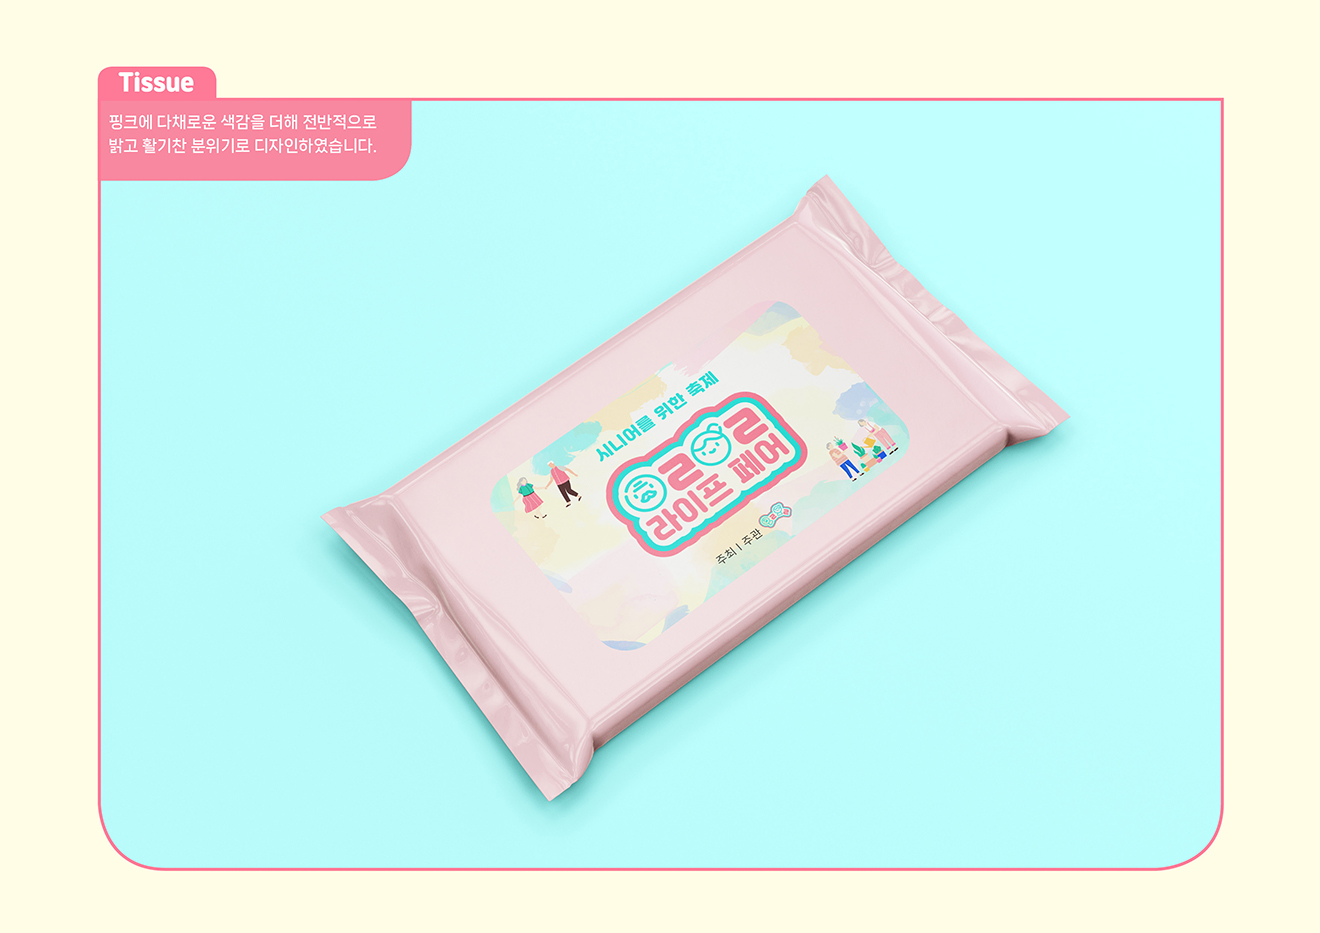 Tissue
핑크에 다채로운 색감을 더해 전반적으로
밝고 활기찬 분위기로 디자인하였습니다.
시니어를 위한 축제
올올
라이프 페어
주최 | 주관